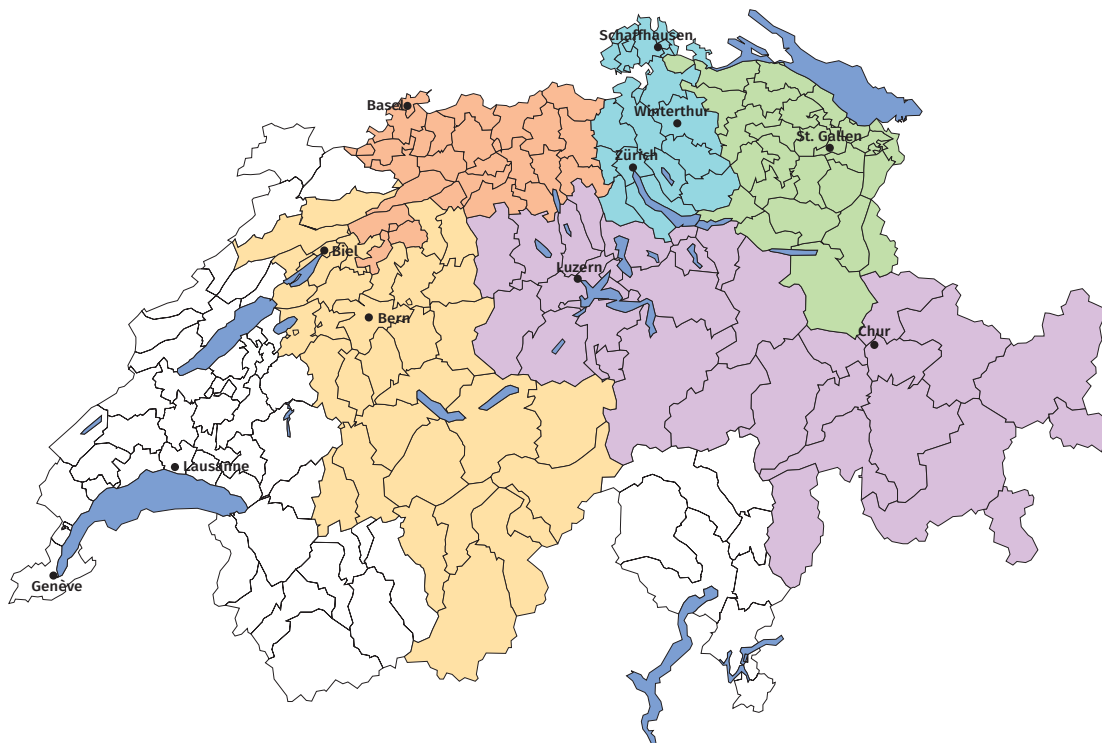 Schaffhausen
Basel
Winterthur
St. Gallen
Zürich
Biel
Luzern
Bern
Chur
Lausanne
Genève